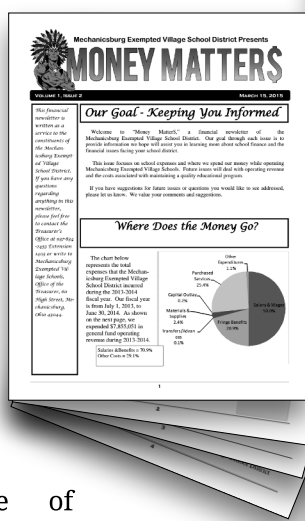 Mechanicsburg Exempted Village School District Presents
MONEY MATTER$
VOLUME 1, ISSUE 2
MARCH 15, 2015
This financial
newsletter is
written as a
service to the
constituents of
the Mechan-
icsburg Exempt-
ed Village
School District.
If you have any
questions
regarding
anything in this
newsletter,
please feel free
to contact the
Treasurer's
Office at
Extension
or write to
Mechanicsburg
Exempted Vil-
lage Schools,
Office of the
Treasurer,
High Street, Me-
chanicsburg,
Ohio
Our Goal - Keeping You Informed
Welcome to "Money Matter$," a financial newsletter of the
Mechanicsburg Exempted Village School District. Our goal through each issue is to
provide information we hope will assist you in learning more about school finance and the
financial issues facing your school district.
This issue focuses on school expenses and where we spend our money while operating
Mechanicsburg Exempted Village Schools. Future issues will deal with operating revenue
and the costs associated with maintaining a quality educational program.
If you have suggestions for future issues or questions you would like to see addressed,
please let us know. We value your comments and suggestions.
Where Does the Money Go?
The chart below
represents the total
expenses that the Mechan-
icsburg Exempted Village
School District incurred
during the 2013-2014
fiscal year. Our fiscal year
is from July 1, 2013, to
June 30, 2014. As shown
on the next page, we
expended $7,855,051 in
general fund operating
revenue during 2013-2014.
Salaries &Benefits = 70.9%
Other Costs = 29.1%
Other
Expenditures
1.1%
Purchased
Services
25.4%
Capital Outlay
0.2%
Materials &
Supplies
2.4%
Transfers/Advan
ces
0.1%
Salaries & Wages
50.0%
Fringe Benefits
20.9%
1
2
3
4
e of